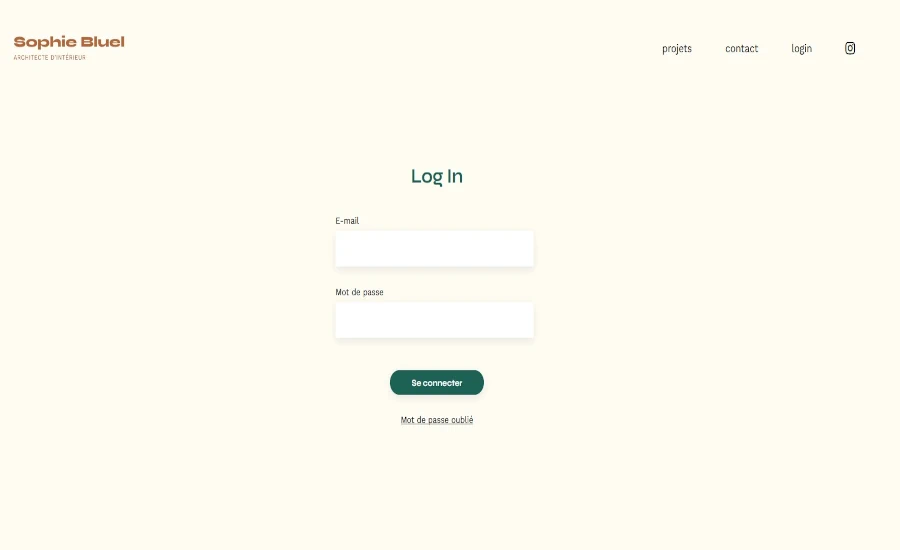 Sophie Bluel
ARCHITECTE D'INTÉRIEUR
projets
contact
login
Log In
E-mail
Mot de passe
Se connecter
Mot de passe oublié